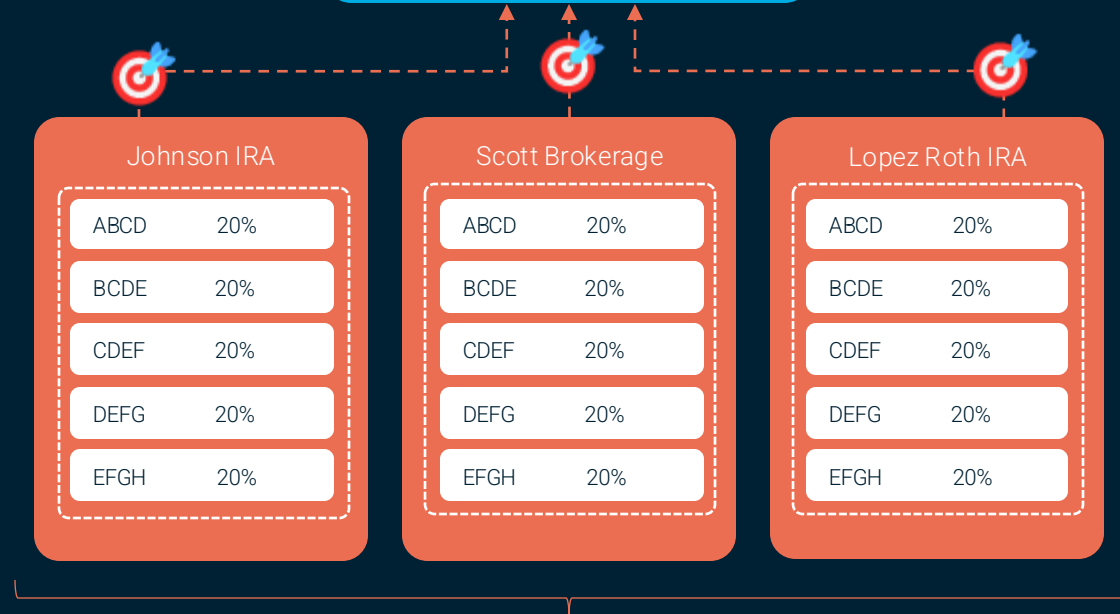 Johnson IRA
ABCD 20%
BCDE 20%
CDEF 20%
DEFG 20%
EFGH 20%
Scott Brokerage
ABCD 20%
BCDE 20%
CDEF 20%
DEFG 20%
EFGH 20%
Lopez Roth IRA
ABCD 20%
BCDE 20%
CDEF 20%
DEFG 20%
EFGH 20%